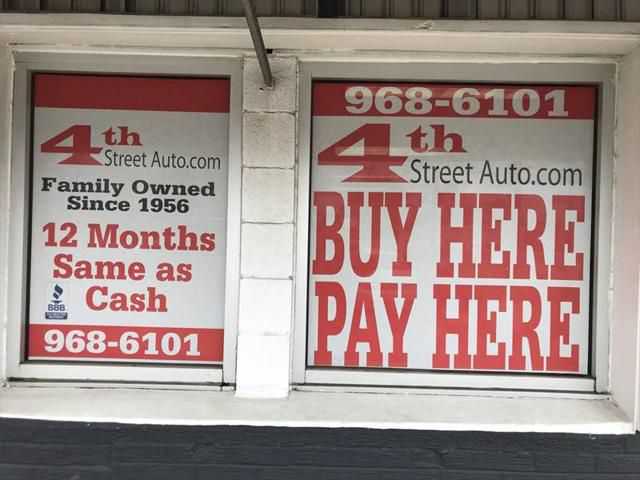 4th
Street Auto.com
Family Owned
Since 1956
12 Months
Same as
Cash
BBB
968-6101
968-6101
4th
Street Auto.com
BUY HERE
PAY HERE